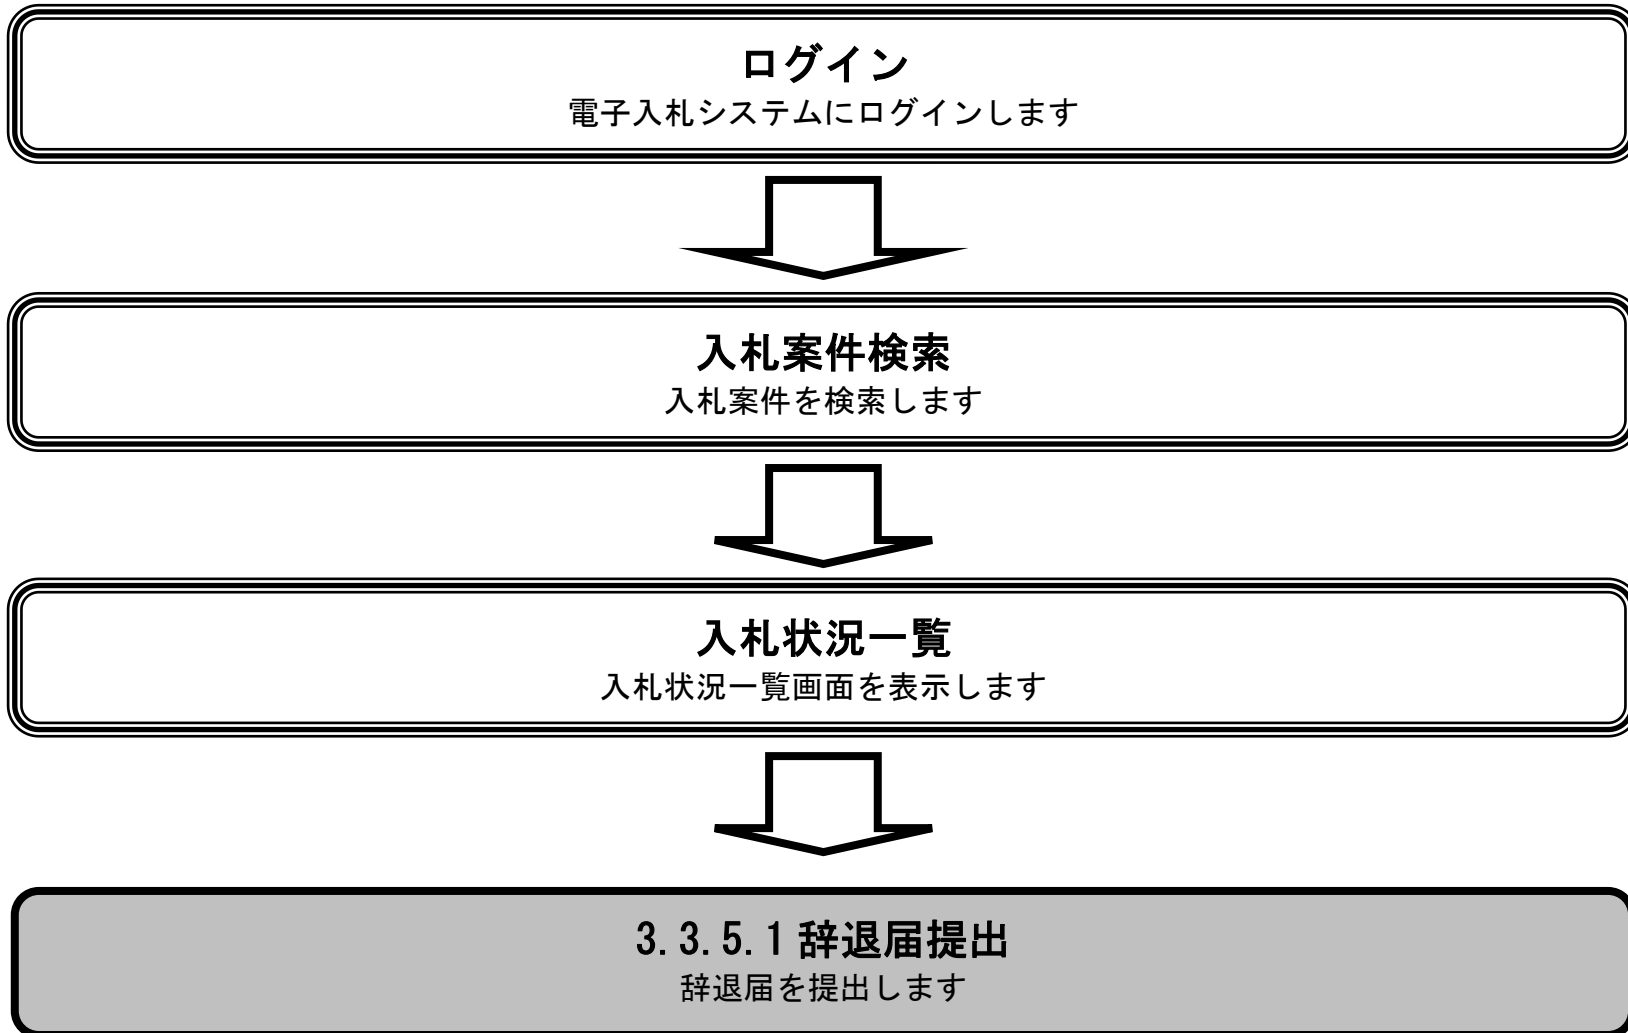 ログイン
電子入札システムにログインします
入札案件検索
入札案件を検索します
入札状況一覧
入札状況一覧画面を表示します
3.3.5.1 辞退届提出
辞退届を提出します